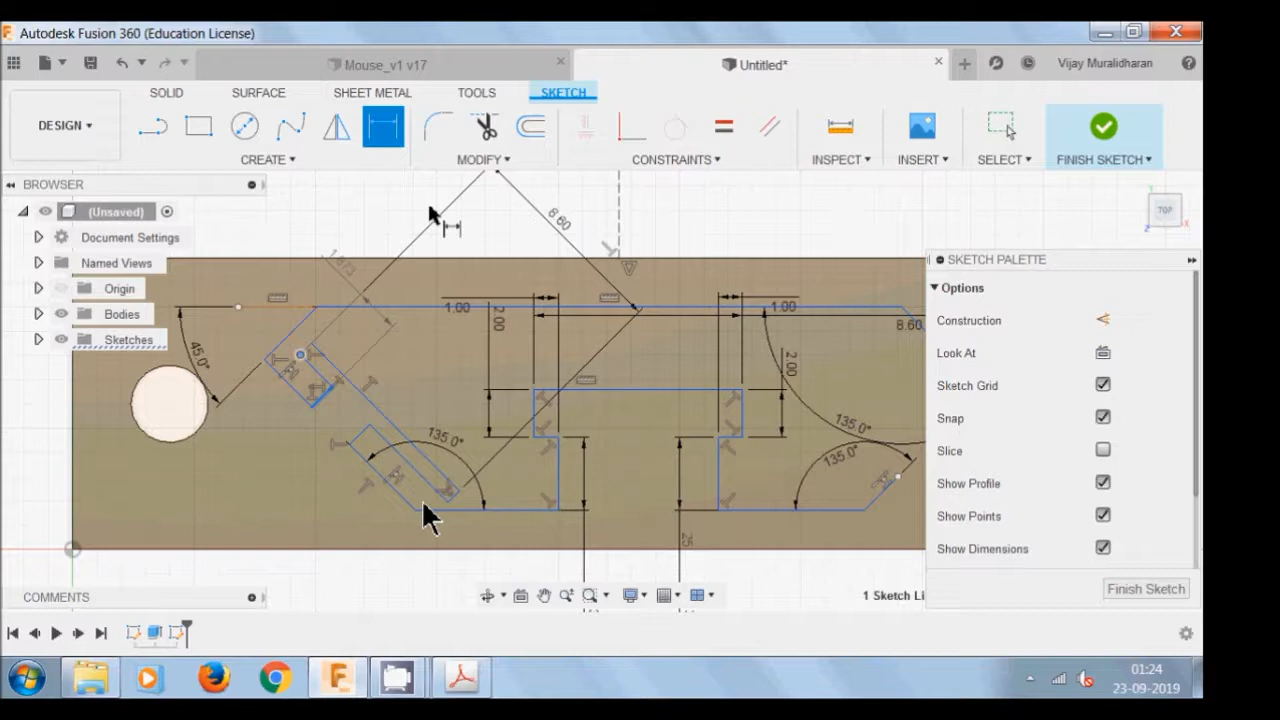 Autodesk Fusion 360 (Education License)
Mouse_v1 v17
Untitled*
Vijay Muralidharan
SOLID
SURFACE
SHEET METAL
TOOLS
SKETCH
DESIGN
CREATE
MODIFY
CONSTRAINTS
INSPECT
INSERT
SELECT
FINISH SKETCH
BROWSER
(Unsaved)
TOP
Document Settings
Named Views
Origin
Bodies
Sketches
8.60
1.873
1.00
2.00
1.00
8.60
2.00
45.0°
135.0°
135.0°
135.0°
25
SKETCH PALETTE
Options
Construction
Look At
Sketch Grid
Snap
Slice
Show Profile
Show Points
Show Dimensions
Finish Sketch
COMMENTS
1 Sketch Li
01:24
23-09-2019